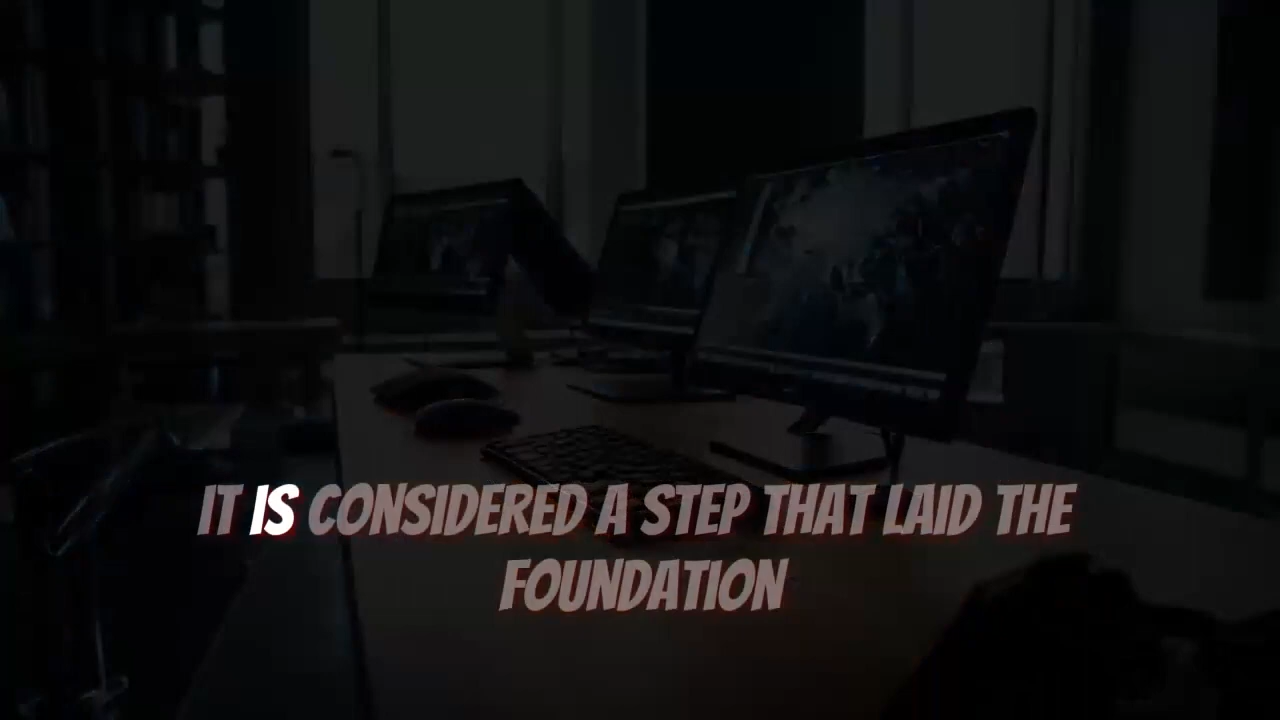 IT IS CONSIDERED A STEP THAT LAID THE
FOUNDATION